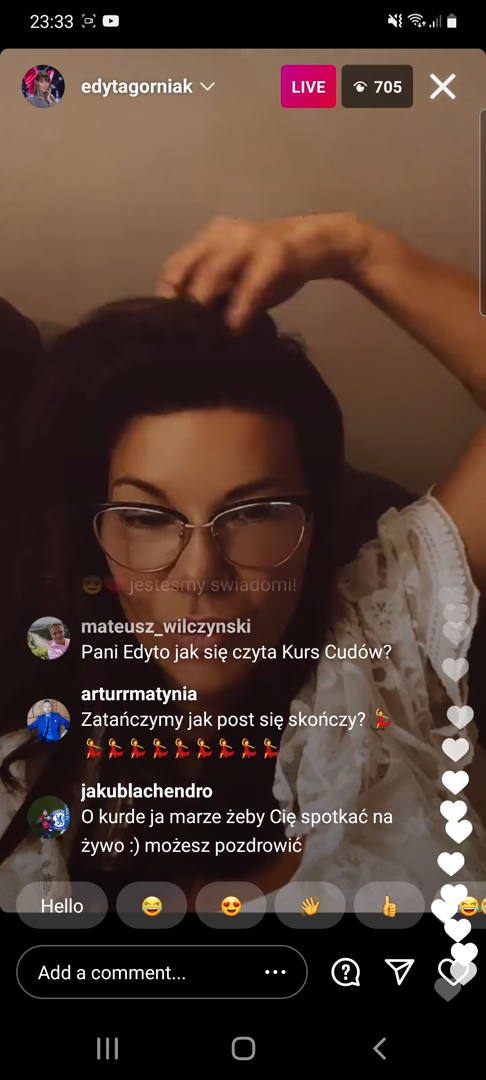 23:33
edytagorniak
LIVE
705
jesteśmy swiadomi!
mateusz_wilczynski
Pani Edyto jak się czyta Kurs Cudów?
arturrmatynia
Zatańczymy jak post się skończy? 💃
💃💃💃💃💃💃💃💃💃
jakublachendro
O kurde ja marze żeby Cię spotkać na
żywo :) możesz pozdrowić
Hello
Add a comment...